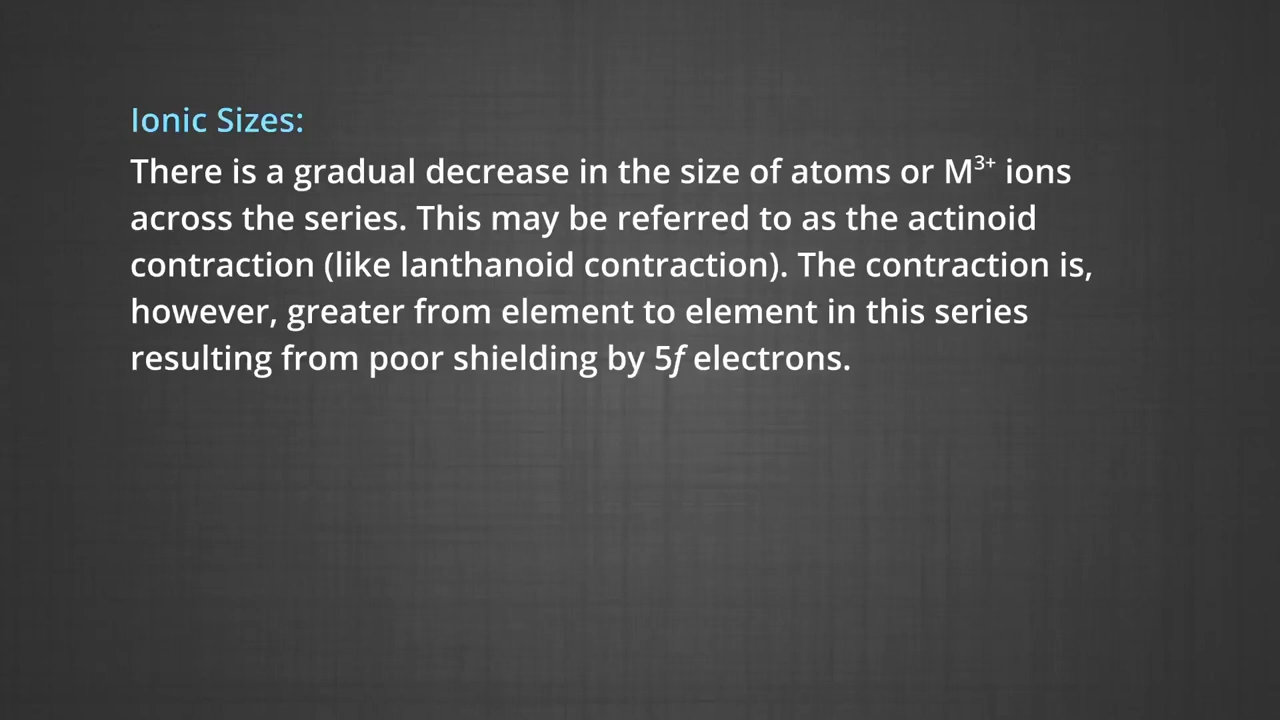 Ionic Sizes:
There is a gradual decrease in the size of atoms or M³⁺ ions
across the series. This may be referred to as the actinoid
contraction (like lanthanoid contraction). The contraction is,
however, greater from element to element in this series
resulting from poor shielding by 5f electrons.